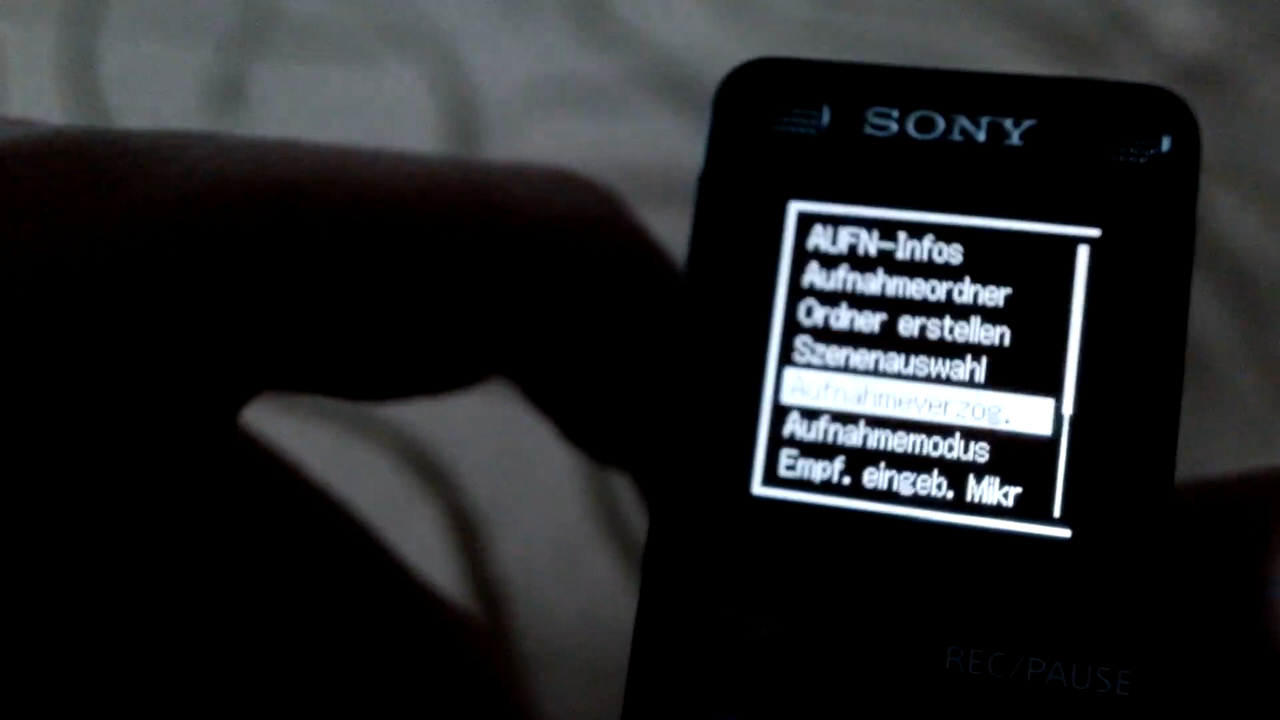 SONY
AUFN-Infos
Aufnahmeordner
Ordner erstellen
Szenenauswahl
Aufnahmeverzög.
Aufnahmemodus
Empf. eingeb. Mikr
REC/PAUSE